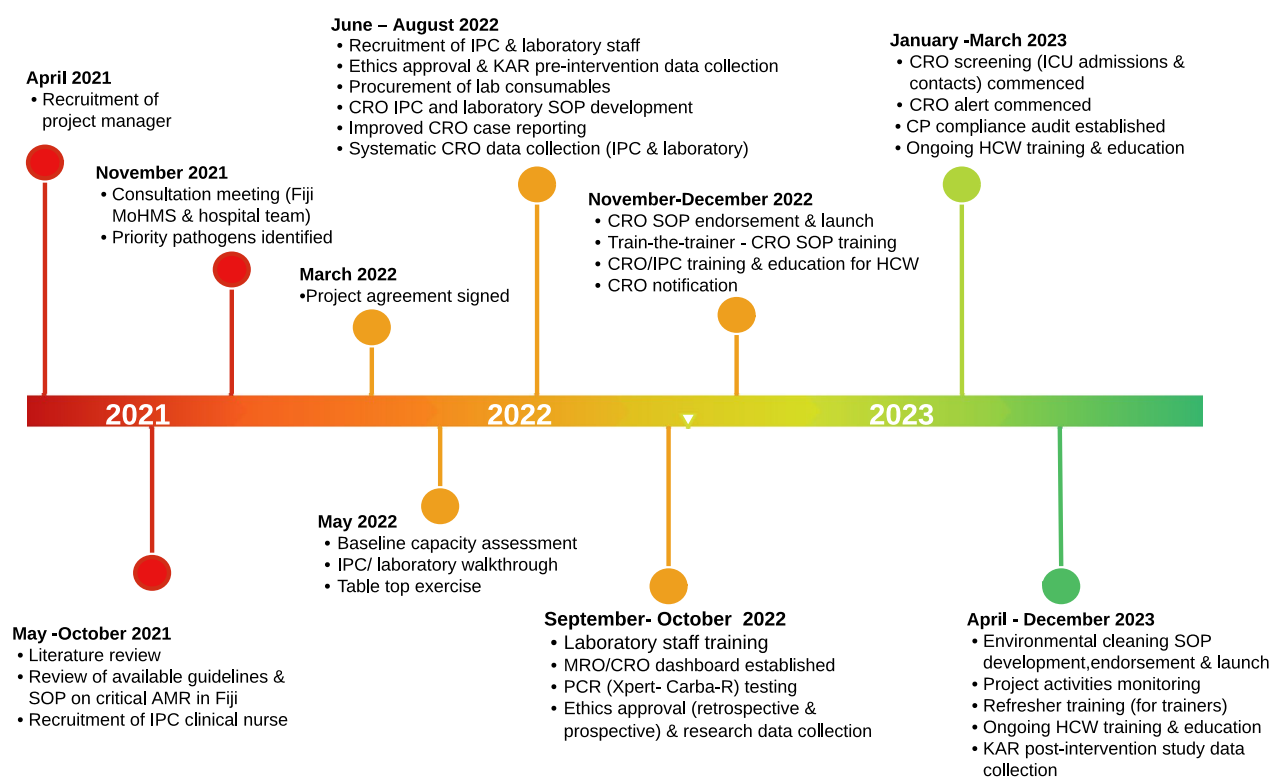 April 2021
• Recruitment of
project manager
November 2021
• Consultation meeting (Fiji
MoHMS & hospital team)
• Priority pathogens identified
March 2022
•Project agreement signed
June – August 2022
• Recruitment of IPC & laboratory staff
• Ethics approval & KAR pre-intervention data collection
• Procurement of lab consumables
• CRO IPC and laboratory SOP development
• Improved CRO case reporting
• Systematic CRO data collection (IPC & laboratory)
November-December 2022
• CRO SOP endorsement & launch
• Train-the-trainer - CRO SOP training
• CRO/IPC training & education for HCW
• CRO notification
January -March 2023
• CRO screening (ICU admissions &
contacts) commenced
• CRO alert commenced
• CP compliance audit established
• Ongoing HCW training & education
2021
2022
2023
May -October 2021
• Literature review
• Review of available guidelines &
SOP on critical AMR in Fiji
• Recruitment of IPC clinical nurse
May 2022
• Baseline capacity assessment
• IPC/ laboratory walkthrough
• Table top exercise
September- October 2022
• Laboratory staff training
• MRO/CRO dashboard established
• PCR (Xpert- Carba-R) testing
• Ethics approval (retrospective &
prospective) & research data collection
April - December 2023
• Environmental cleaning SOP
development,endorsement & launch
• Project activities monitoring
• Refresher training (for trainers)
• Ongoing HCW training & education
• KAR post-intervention study data
collection